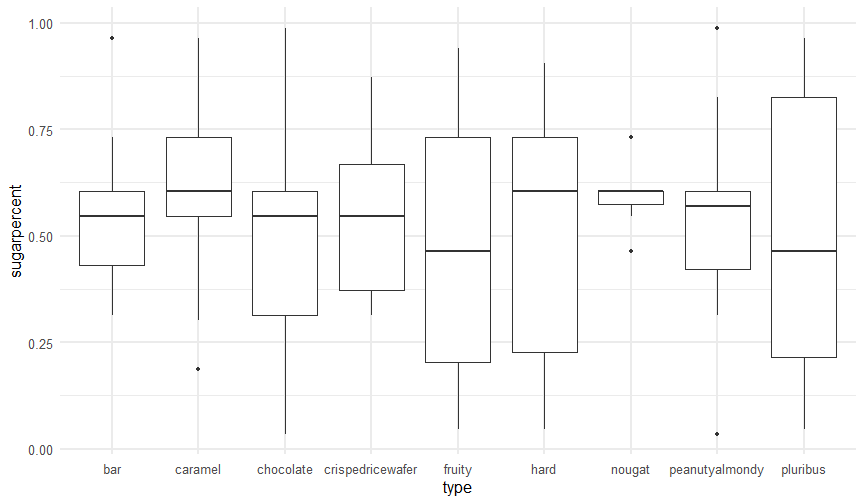 1.00
0.75
0.50
0.25
0.00
sugarpercent
bar caramel chocolate crispedricewafer fruity hard nougat peanutyalmondy pluribus
type